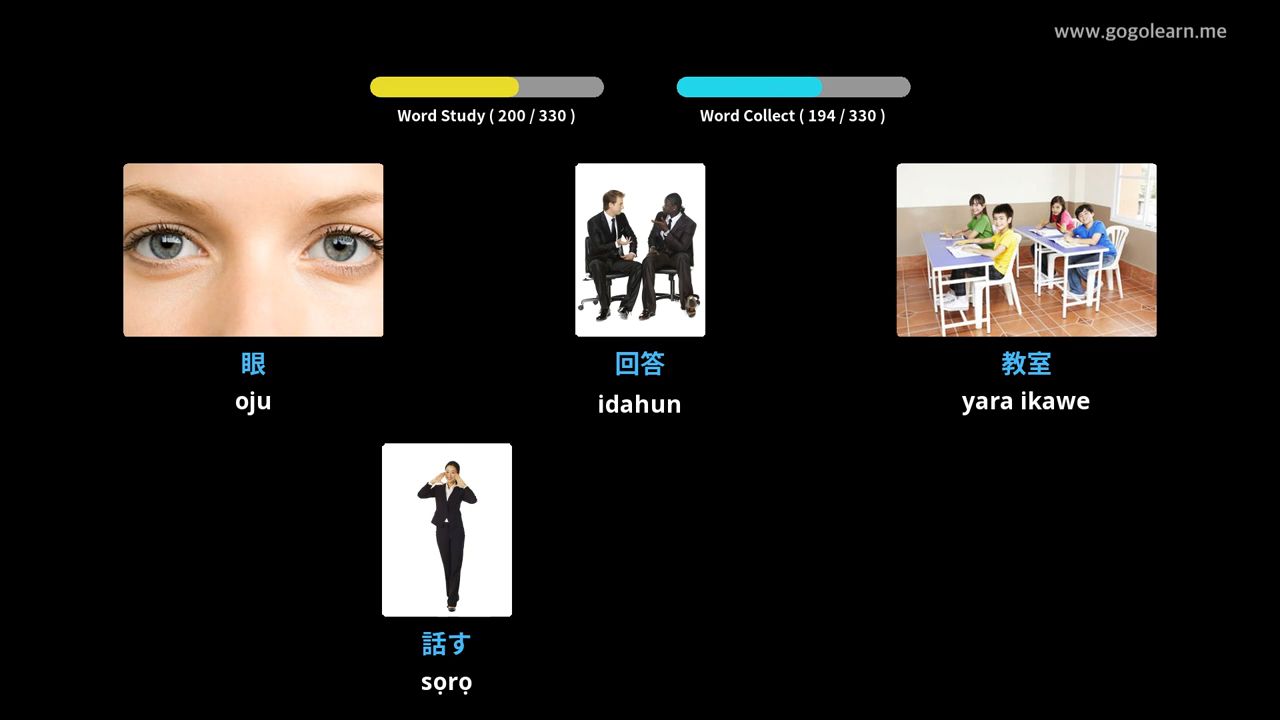 www.gogolearn.me
Word Study ( 200 / 330 )
Word Collect ( 194 / 330 )
眼
oju
回答
idahun
教室
yara ikawe
話す
sọrọ